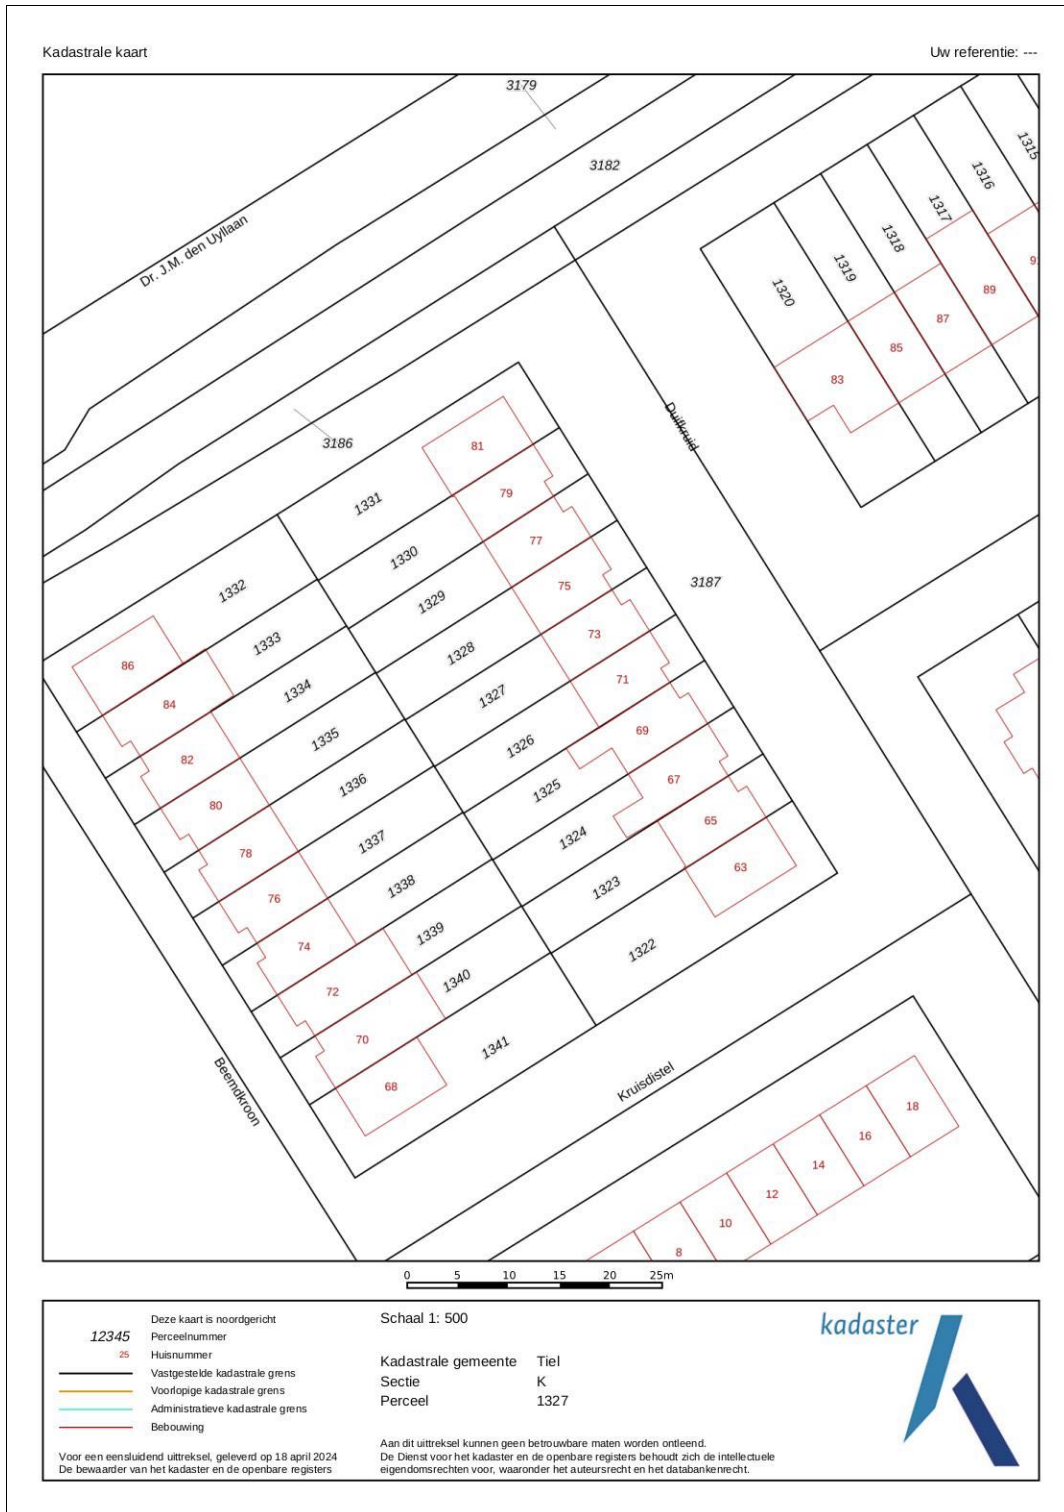 Kadastrale kaart
Uw referentie: ---
3179
3182
Dr. J.M. den Uyllaan
1315
1316
1317
1318
1319
1320
89
87
85
83
Duifkruid
3186
81
1331
79
1330
77
1332
1329
75
3187
1333
1328
73
86
84
1334
1327
71
82
1335
1326
69
80
1336
1325
67
78
1337
1324
65
76
1338
1323
63
74
1339
1322
72
1340
70
1341
68
Beemdkroon
Kruisdistel
18
16
14
12
10
8
0 5 10 15 20 25m
Deze kaart is noordgericht
12345 Perceelnummer
25 Huisnummer
Vastgestelde kadastrale grens
Voorlopige kadastrale grens
Administratieve kadastrale grens
Bebouwing
Voor een eensluidend uittreksel, geleverd op 18 april 2024
De bewaarder van het kadaster en de openbare registers
Schaal 1: 500
Kadastrale gemeente Tiel
Sectie K
Perceel 1327
Aan dit uittreksel kunnen geen betrouwbare maten worden ontleend.
De Dienst voor het kadaster en de openbare registers behoudt zich de intellectuele
eigendomsrechten voor, waaronder het auteursrecht en het databankenrecht.
kadaster